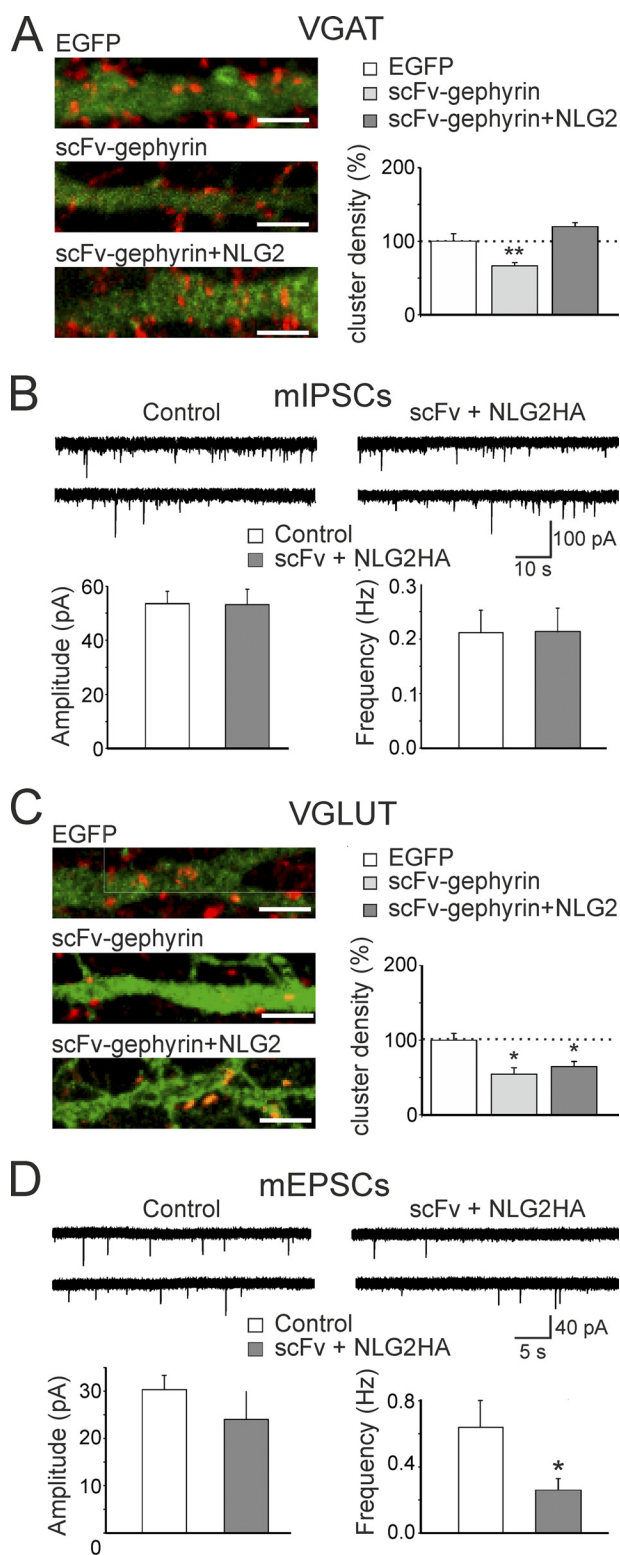 A
VGAT
EGFP
scFv-gephyrin
scFv-gephyrin+NLG2
EGFP
scFv-gephyrin
scFv-gephyrin+NLG2
cluster density (%)
200
100
0
**
B
mIPSCs
Control
scFv + NLG2HA
100 pA
10 s
Control
scFv + NLG2HA
Amplitude (pA)
60
40
20
0
Frequency (Hz)
0.3
0.2
0.1
0.0
C
VGLUT
EGFP
scFv-gephyrin
scFv-gephyrin+NLG2
EGFP
scFv-gephyrin
scFv-gephyrin+NLG2
cluster density (%)
200
100
0
*
*
D
mEPSCs
Control
scFv + NLG2HA
40 pA
5 s
Control
scFv + NLG2HA
Amplitude (pA)
30
20
10
0
Frequency (Hz)
0.8
0.4
0.0
*